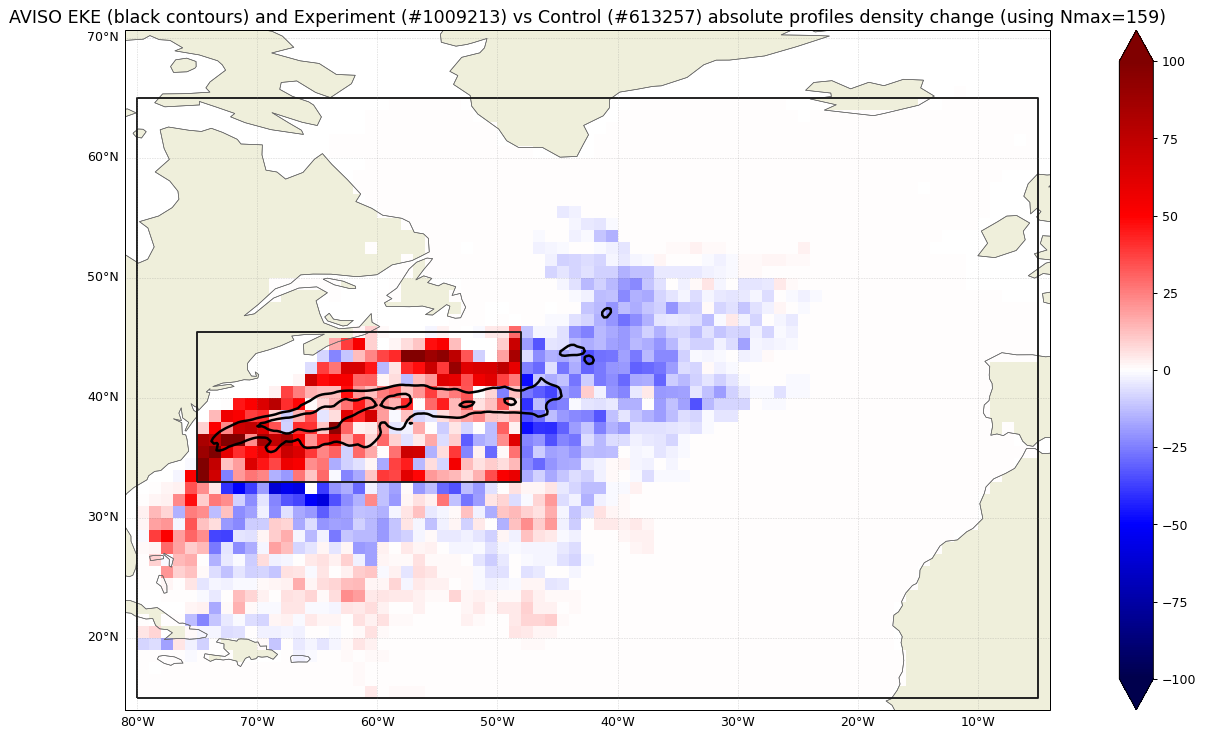 AVISO EKE (black contours) and Experiment (#1009213) vs Control (#613257) absolute profiles density change (using Nmax=159)
70°N
60°N
50°N
40°N
30°N
20°N
80°W
70°W
60°W
50°W
40°W
30°W
20°W
10°W
100
75
50
25
0
−25
−50
−75
−100